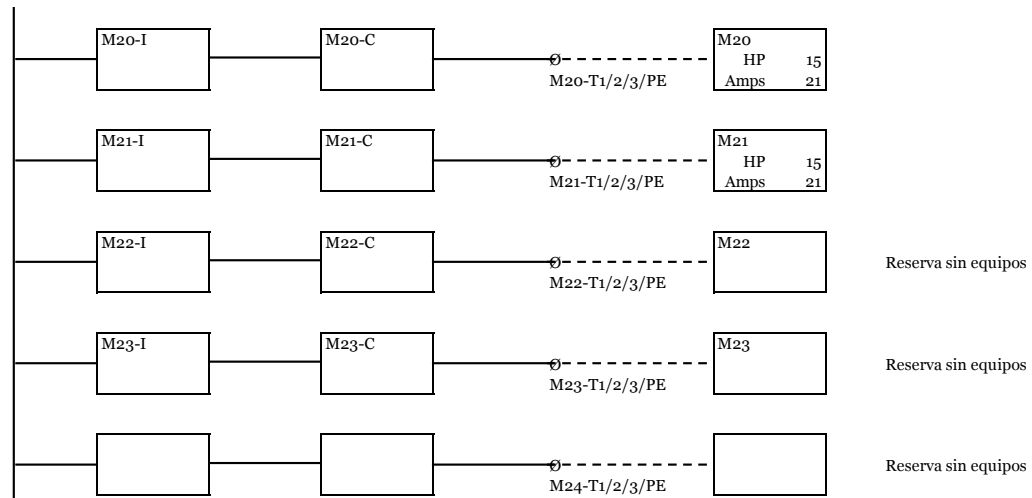 M20-I M20-C M20
HP 15
Ø
M20-T1/2/3/PE Amps 21
M21-I M21-C M21
HP 15
Ø
M21-T1/2/3/PE Amps 21
M22-I M22-C M22
Ø Reserva sin equipos
M22-T1/2/3/PE
M23-I M23-C M23
Ø Reserva sin equipos
M23-T1/2/3/PE
Ø Reserva sin equipos
M24-T1/2/3/PE